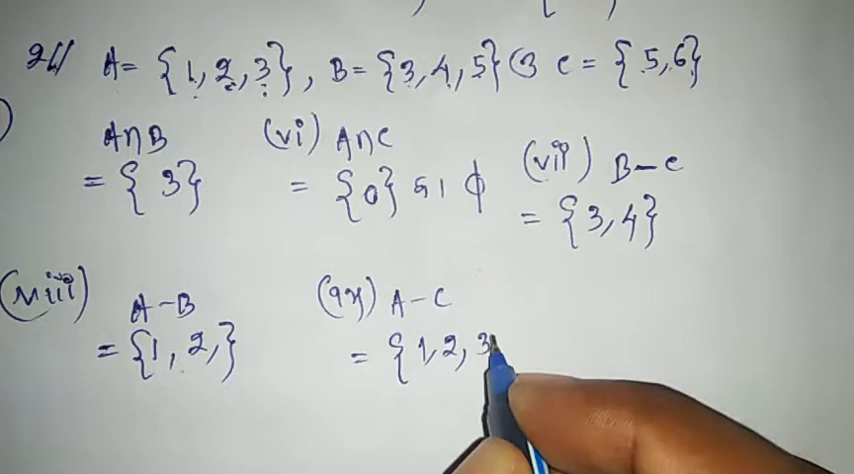 2// A = {1, 2, 3}, B = {3, 4, 5} ও C = {5, 6}
A∩B (vi) A∩C (vii) B–C
= {3} = {0} বা ϕ = {3, 4}
(viii) A–B (ix) A–C
= {1, 2,} = {1, 2, 3